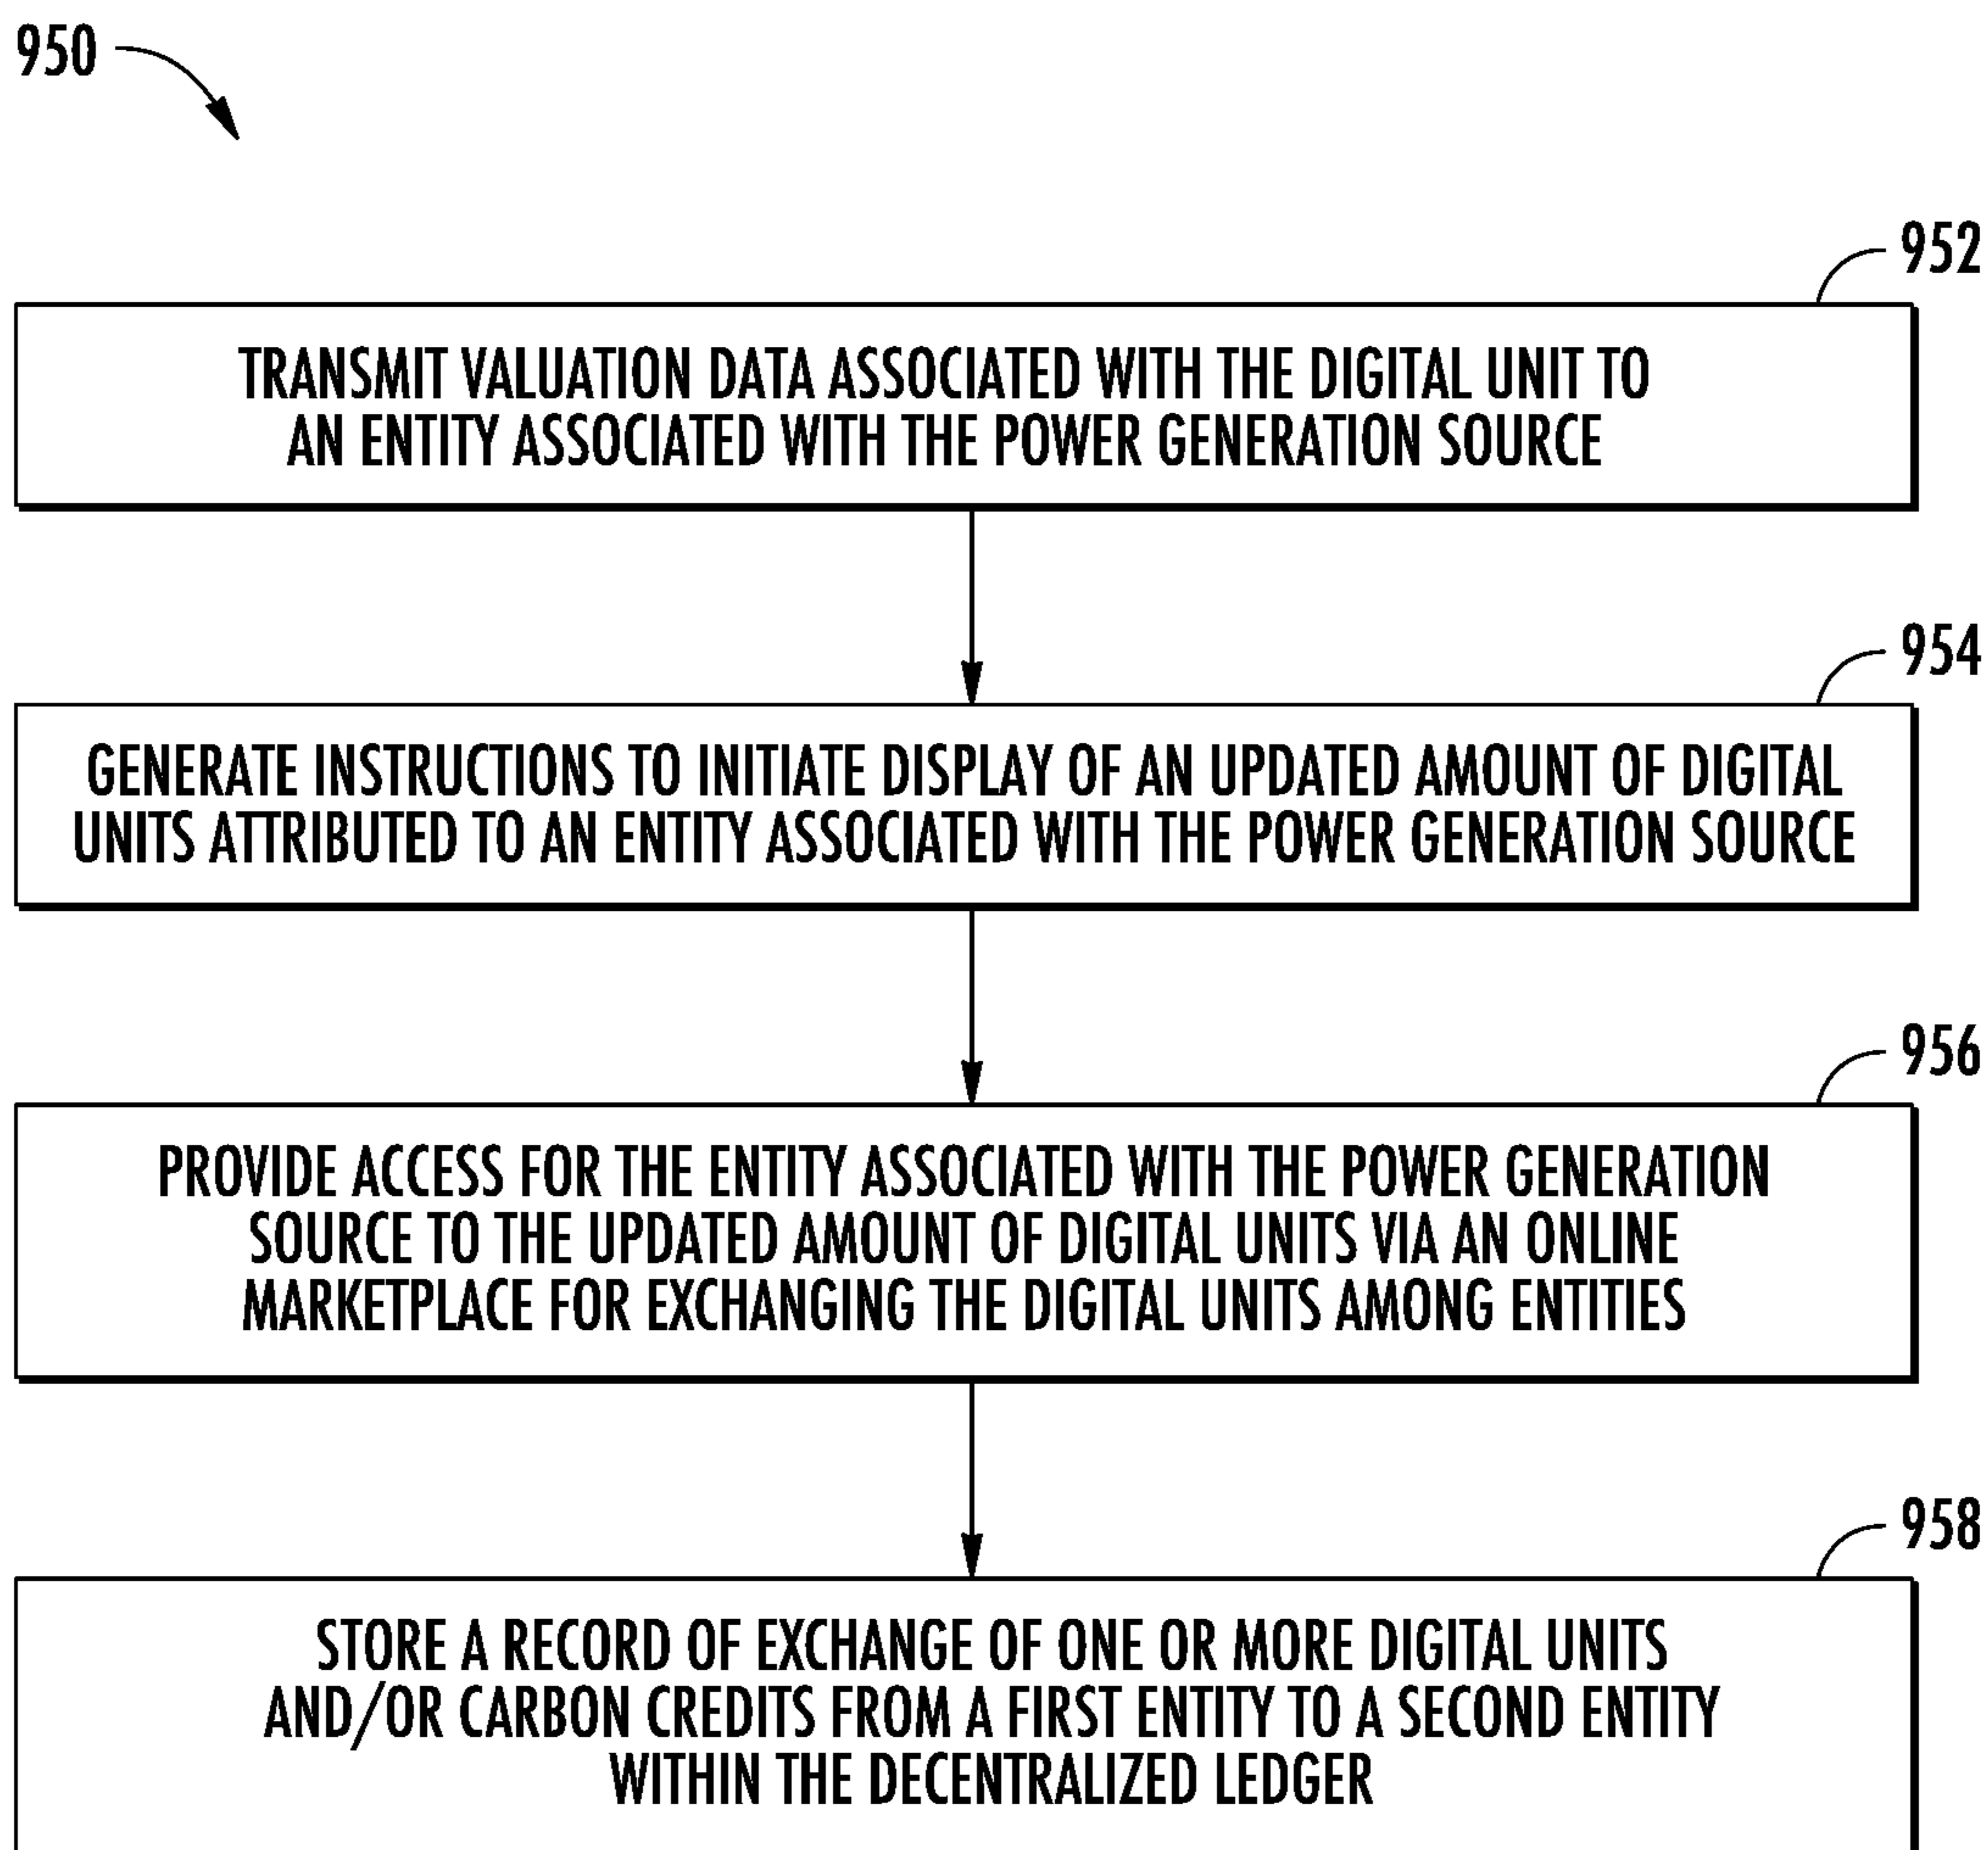 950
952
TRANSMIT VALUATION DATA ASSOCIATED WITH THE DIGITAL UNIT TO
AN ENTITY ASSOCIATED WITH THE POWER GENERATION SOURCE
954
GENERATE INSTRUCTIONS TO INITIATE DISPLAY OF AN UPDATED AMOUNT OF DIGITAL
UNITS ATTRIBUTED TO AN ENTITY ASSOCIATED WITH THE POWER GENERATION SOURCE
956
PROVIDE ACCESS FOR THE ENTITY ASSOCIATED WITH THE POWER GENERATION
SOURCE TO THE UPDATED AMOUNT OF DIGITAL UNITS VIA AN ONLINE
MARKETPLACE FOR EXCHANGING THE DIGITAL UNITS AMONG ENTITIES
958
STORE A RECORD OF EXCHANGE OF ONE OR MORE DIGITAL UNITS
AND/OR CARBON CREDITS FROM A FIRST ENTITY TO A SECOND ENTITY
WITHIN THE DECENTRALIZED LEDGER